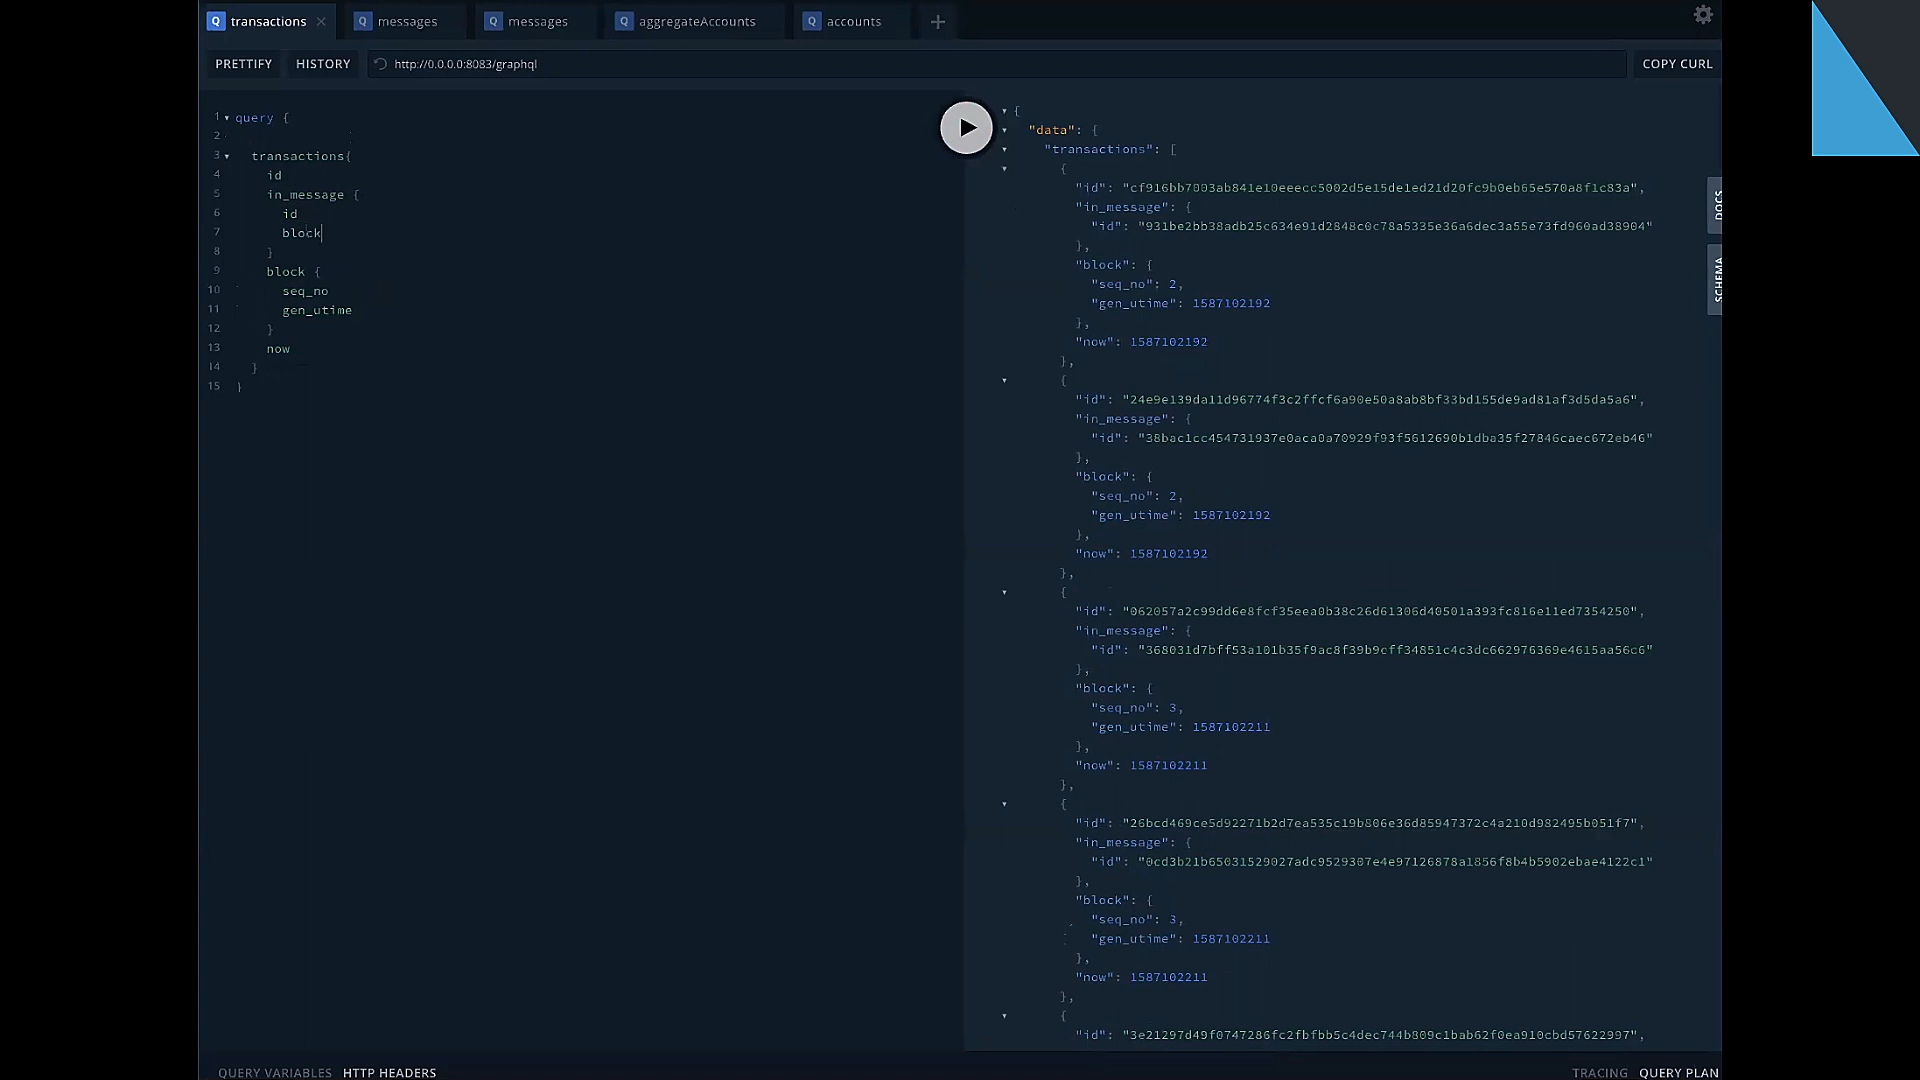 transactions
messages
messages
aggregateAccounts
accounts
PRETTIFY
HISTORY
http://0.0.0.0:8083/graphql
COPY CURL
1 query {
2
3 transactions{
4 id
5 in_message {
6 id
7 block
8 }
9 block {
10 seq_no
11 gen_utime
12 }
13 now
14 }
15 }
{
"data": {
"transactions": [
{
"id": "cf916bb7003ab841e10eeecc5002d5e15de1ed21d20fc9b0eb65e570a8f1c83a",
"in_message": {
"id": "931be2bb38adb25c634e91d2848c0c78a5335e36a6dec3a55e73fd960ad38904"
},
"block": {
"seq_no": 2,
"gen_utime": 1587102192
},
"now": 1587102192
},
{
"id": "24e9e139da11d96774f3c2ffcf6a90e50a8ab8bf33bd155de9ad81af3d5da5a6",
"in_message": {
"id": "38bac1cc454731937e0aca0a70929f93f5612690b1dba35f27846caec672eb46"
},
"block": {
"seq_no": 2,
"gen_utime": 1587102192
},
"now": 1587102192
},
{
"id": "062057a2c99dd6e8fcf35eea0b38c26d61306d40501a393fc816e11ed7354250",
"in_message": {
"id": "368031d7bff53a101b35f9ac8f39b9cff34851c4c3dc662976369e4615aa56c6"
},
"block": {
"seq_no": 3,
"gen_utime": 1587102211
},
"now": 1587102211
},
{
"id": "26bcd469ce5d92271b2d7ea535c19b806e36d85947372c4a210d982495b051f7",
"in_message": {
"id": "0cd3b21b65031529027adc9529307e4e97126878a1856f8b4b5902ebae4122c1"
},
"block": {
"seq_no": 3,
"gen_utime": 1587102211
},
"now": 1587102211
},
{
"id": "3e21297d49f0747286fc2fbfbb5c4dec744b809c1bab62f0ea910cbd57622997",
DOCS
SCHEMA
QUERY VARIABLES
HTTP HEADERS
TRACING
QUERY PLAN